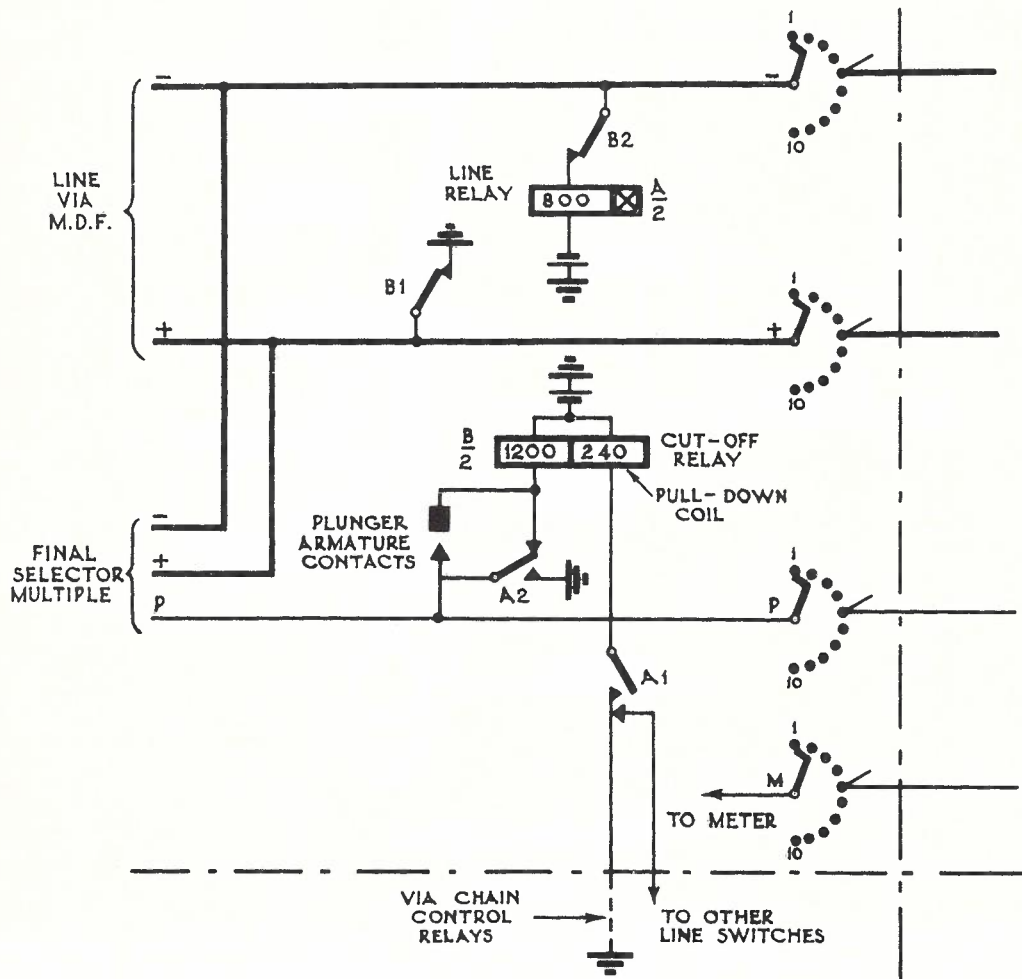 1
−
−
10
B2
LINE
RELAY
800
A
2
LINE
VIA
M.D.F.
B1
1
+
+
10
B
2
1200
240
CUT-OFF
RELAY
PULL-DOWN
COIL
PLUNGER
ARMATURE
CONTACTS
−
FINAL
SELECTOR
MULTIPLE
+
P
A2
1
P
10
A1
1
M
TO METER
10
VIA CHAIN
CONTROL
RELAYS
TO OTHER
LINE SWITCHES